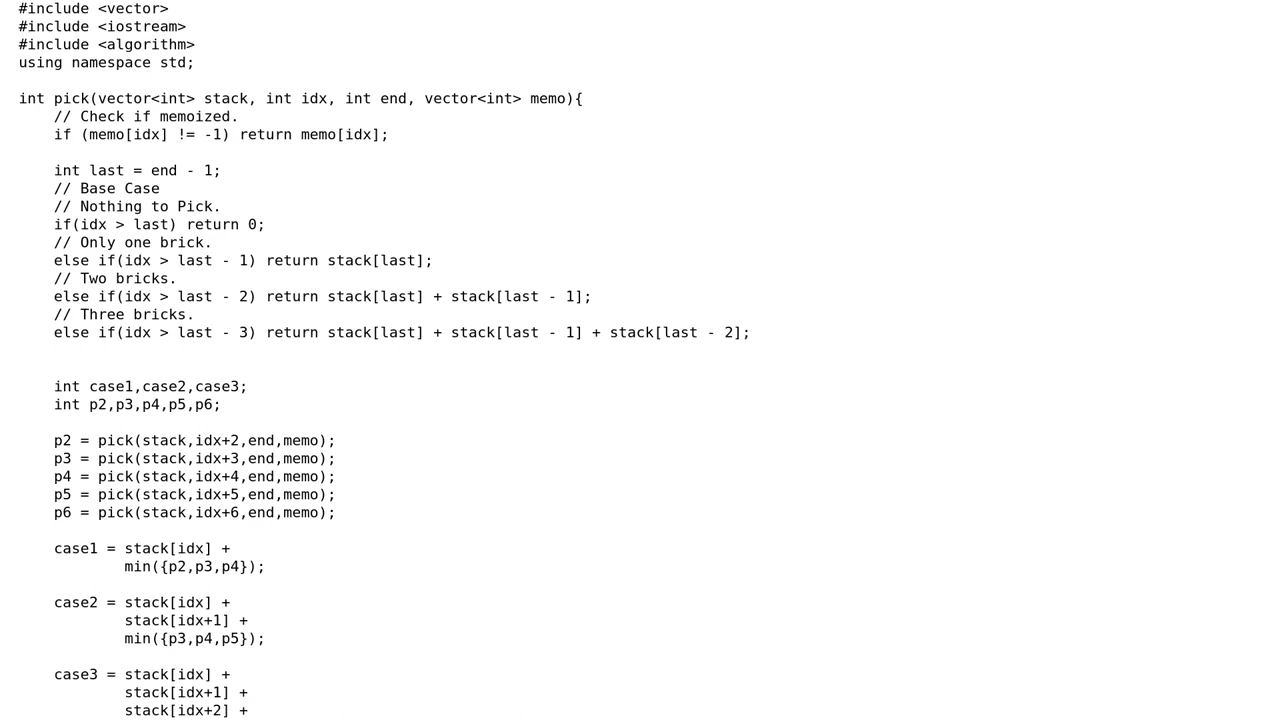 #include <vector>
#include <iostream>
#include <algorithm>
using namespace std;

int pick(vector<int> stack, int idx, int end, vector<int> memo){
    // Check if memoized.
    if (memo[idx] != -1) return memo[idx];

    int last = end - 1;
    // Base Case
    // Nothing to Pick.
    if(idx > last) return 0;
    // Only one brick.
    else if(idx > last - 1) return stack[last];
    // Two bricks.
    else if(idx > last - 2) return stack[last] + stack[last - 1];
    // Three bricks.
    else if(idx > last - 3) return stack[last] + stack[last - 1] + stack[last - 2];


    int case1,case2,case3;
    int p2,p3,p4,p5,p6;

    p2 = pick(stack,idx+2,end,memo);
    p3 = pick(stack,idx+3,end,memo);
    p4 = pick(stack,idx+4,end,memo);
    p5 = pick(stack,idx+5,end,memo);
    p6 = pick(stack,idx+6,end,memo);

    case1 = stack[idx] +
            min({p2,p3,p4});

    case2 = stack[idx] +
            stack[idx+1] +
            min({p3,p4,p5});

    case3 = stack[idx] +
            stack[idx+1] +
            stack[idx+2] +